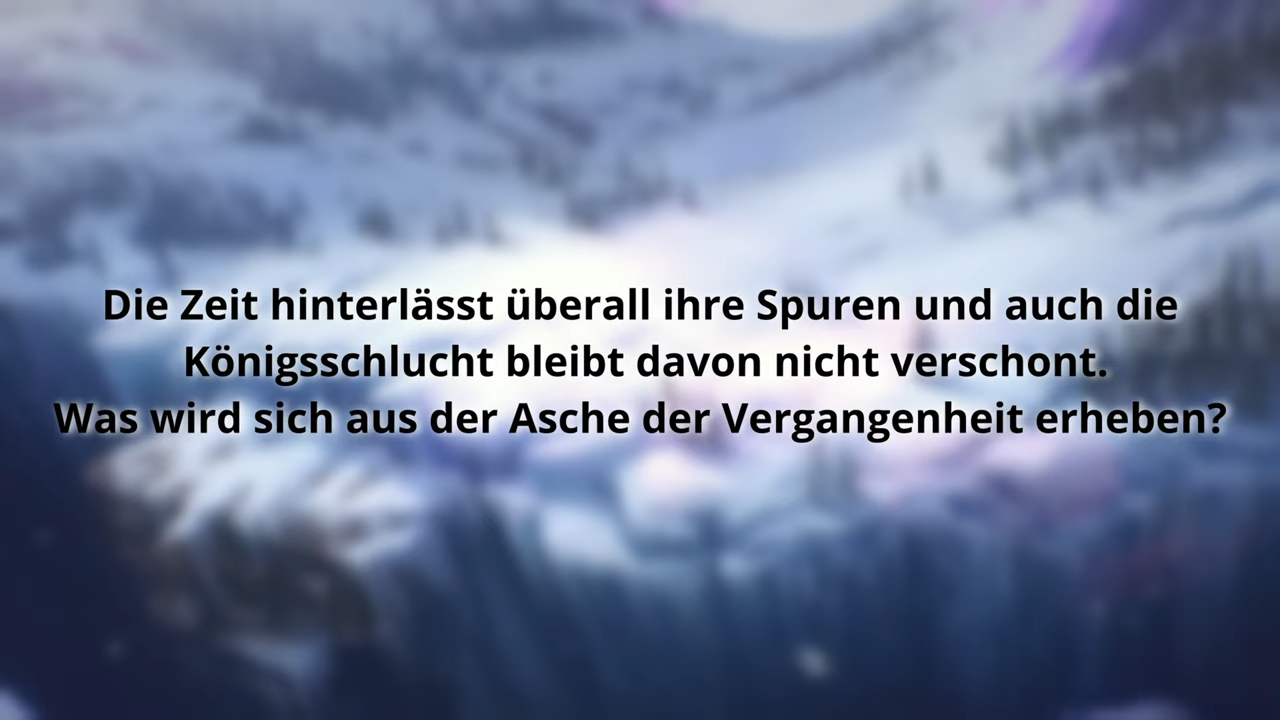 Die Zeit hinterlässt überall ihre Spuren und auch die
Königsschlucht bleibt davon nicht verschont.
Was wird sich aus der Asche der Vergangenheit erheben?